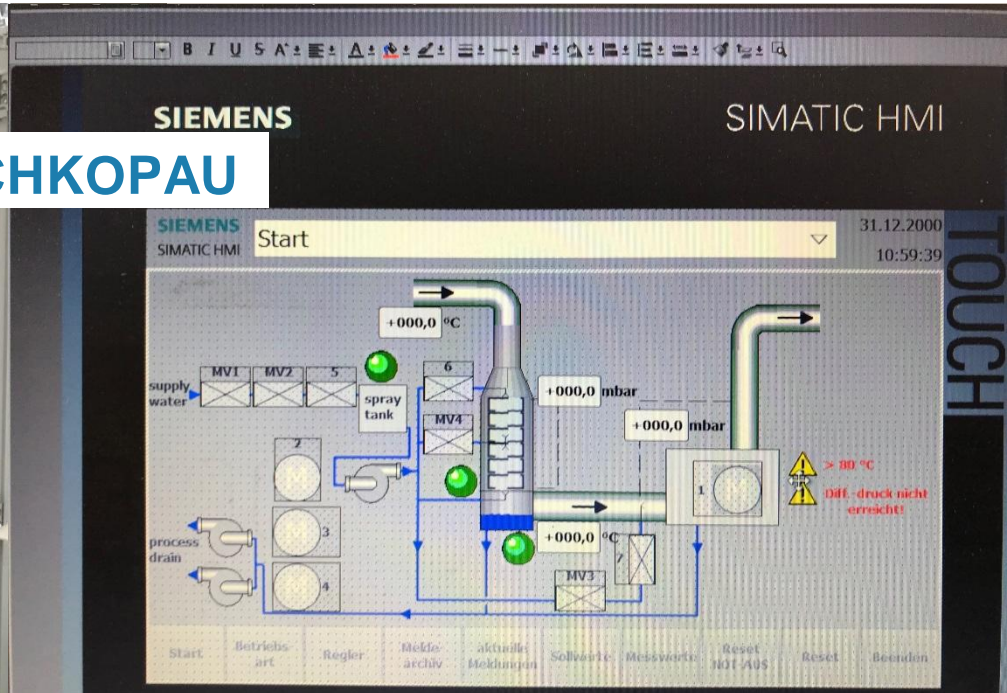 B I U S A
SIEMENS
SIMATIC HMI
CHKOPAU
SIEMENS
SIMATIC HMI
Start
31.12.2000
10:59:39
TOUCH
+000,0 °C
MV1
MV2
5
6
supply
water
spray
tank
MV4
+000,0 mbar
+000,0 mbar
2
1
> 80 °C
Diff.-druck nicht
erreicht!
3
process
drain
+000,0 °C
7
4
MV3
Start
Betriebs-
art
Regler
Melde-
archiv
aktuelle
Meldungen
Sollwerte
Messwerte
Reset
NOT-AUS
Reset
Beenden